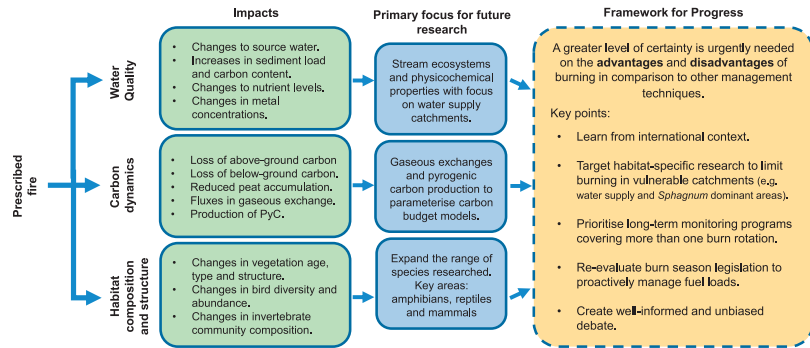 Impacts
Primary focus for future
research
Framework for Progress
Prescribed
fire
Water
Quality
• Changes to source water.
• Increases in sediment load
and carbon content.
• Changes to nutrient levels.
• Changes in metal
concentrations.
Stream ecosystems
and physicochemical
properties with focus
on water supply
catchments.
Carbon
dynamics
• Loss of above-ground carbon
• Loss of below-ground carbon.
• Reduced peat accumulation.
• Fluxes in gaseous exchange.
• Production of PyC.
Gaseous exchanges
and pyrogenic
carbon production to
parameterise carbon
budget models.
Habitat
composition
and structure
• Changes in vegetation age,
type and structure.
• Changes in bird diversity and
abundance.
• Changes in invertebrate
community composition.
Expand the range of
species researched.
Key areas:
amphibians, reptiles
and mammals
A greater level of certainty is urgently needed
on the advantages and disadvantages of
burning in comparison to other management
techniques.
Key points:
• Learn from international context.
• Target habitat-specific research to limit
burning in vulnerable catchments (e.g.
water supply and Sphagnum dominant areas).
• Prioritise long-term monitoring programs
covering more than one burn rotation.
• Re-evaluate burn season legislation to
proactively manage fuel loads.
• Create well-informed and unbiased
debate.